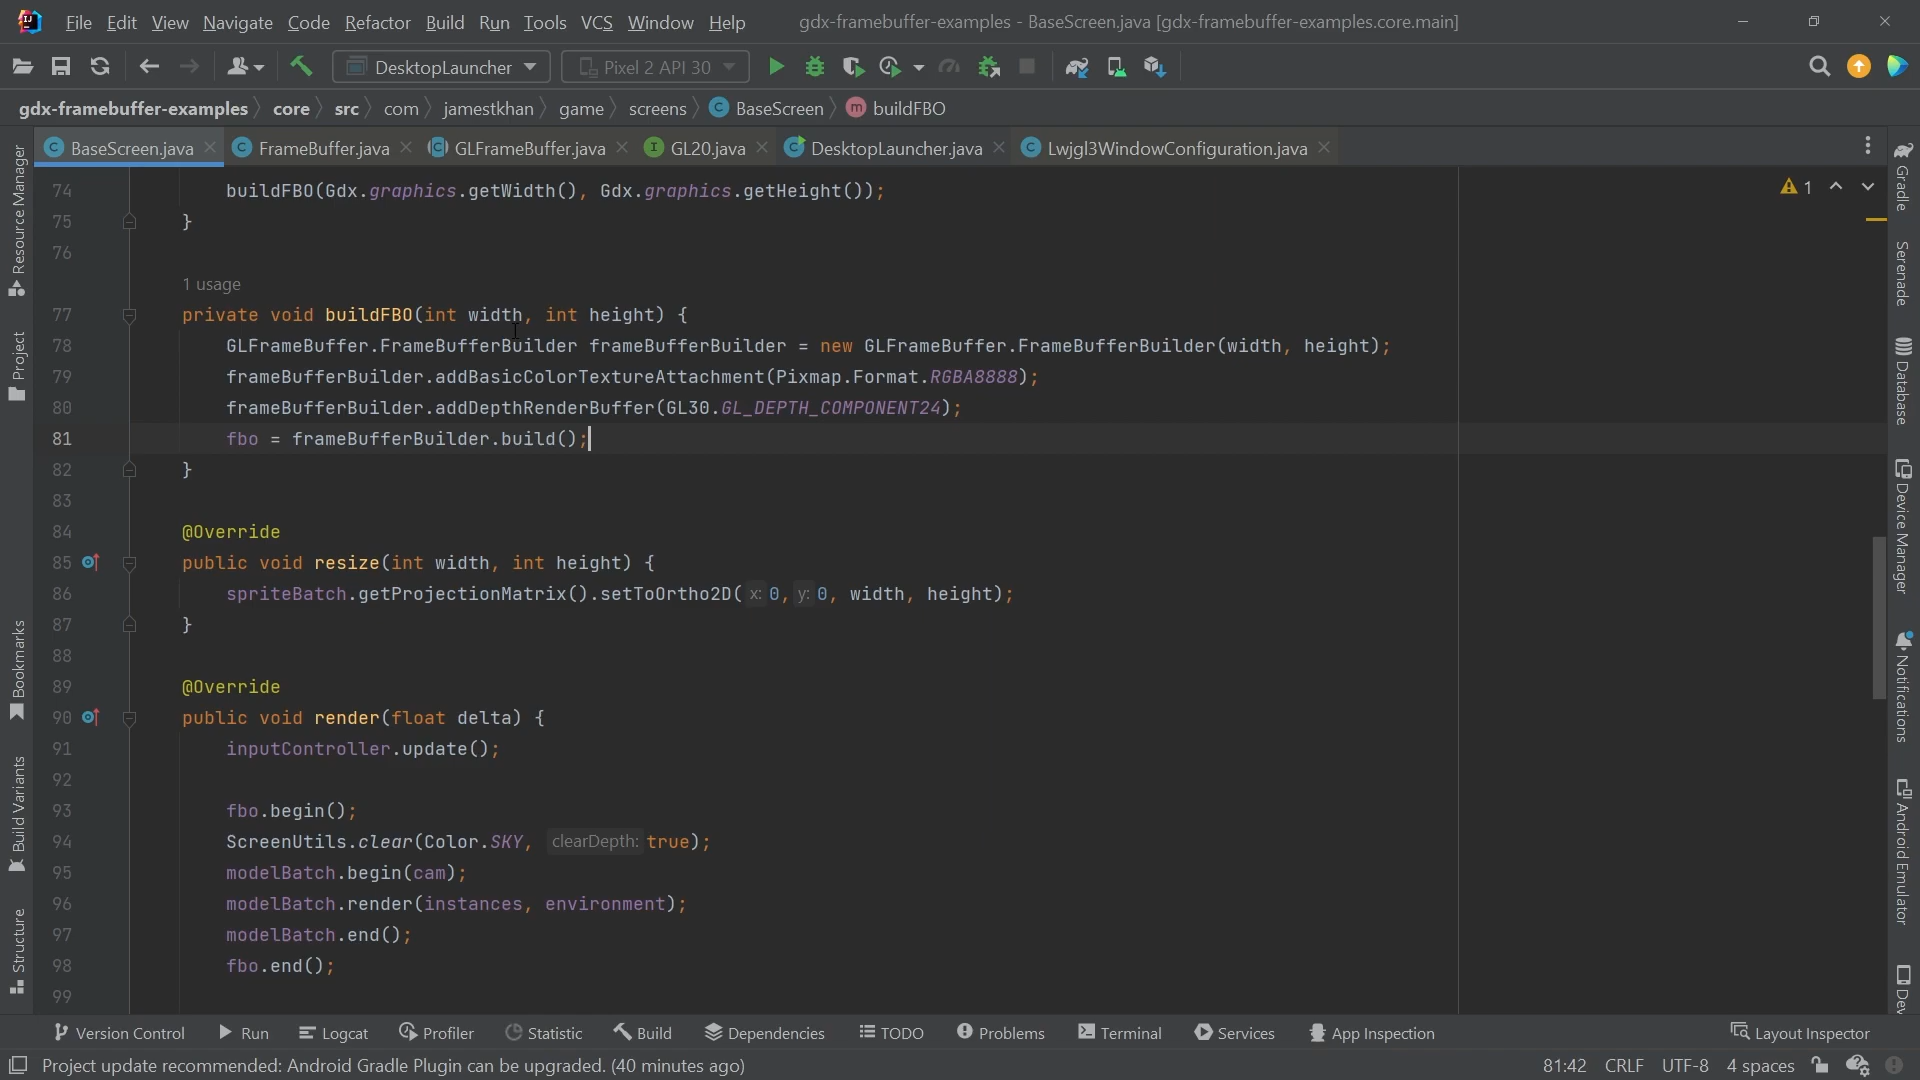 File Edit View Navigate Code Refactor Build Run Tools VCS Window Help gdx-framebuffer-examples - BaseScreen.java [gdx-framebuffer-examples.core.main]
DesktopLauncher Pixel 2 API 30
gdx-framebuffer-examples core src com jamestkhan game screens BaseScreen buildFBO
BaseScreen.java FrameBuffer.java GLFrameBuffer.java GL20.java DesktopLauncher.java Lwjgl3WindowConfiguration.java
1
74 buildFBO(Gdx.graphics.getWidth(), Gdx.graphics.getHeight());
75 }
76
1 usage
77 private void buildFBO(int width, int height) {
78 GLFrameBuffer.FrameBufferBuilder frameBufferBuilder = new GLFrameBuffer.FrameBufferBuilder(width, height);
79 frameBufferBuilder.addBasicColorTextureAttachment(Pixmap.Format.RGBA8888);
80 frameBufferBuilder.addDepthRenderBuffer(GL30.GL_DEPTH_COMPONENT24);
81 fbo = frameBufferBuilder.build();
82 }
83
84 @Override
85 public void resize(int width, int height) {
86 spriteBatch.getProjectionMatrix().setToOrtho2D( x: 0, y: 0, width, height);
87 }
88
89 @Override
90 public void render(float delta) {
91 inputController.update();
92
93 fbo.begin();
94 ScreenUtils.clear(Color.SKY, clearDepth: true);
95 modelBatch.begin(cam);
96 modelBatch.render(instances, environment);
97 modelBatch.end();
98 fbo.end();
99
Resource Manager
Project
Bookmarks
Build Variants
Structure
Gradle
Serenade
Database
Device Manager
Notifications
Android Emulator
Dev
Version Control Run Logcat Profiler Statistic Build Dependencies TODO Problems Terminal Services App Inspection Layout Inspector
Project update recommended: Android Gradle Plugin can be upgraded. (40 minutes ago) 81:42 CRLF UTF-8 4 spaces